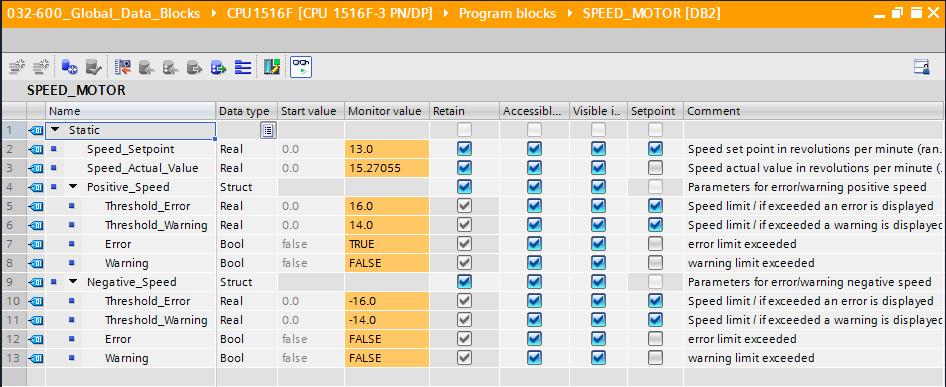 032-600_Global_Data_Blocks CPU1516F [CPU 1516F-3 PN/DP] Program blocks SPEED_MOTOR [DB2]
SPEED_MOTOR
Name Data type Start value Monitor value Retain Accessibl... Visible i.. Setpoint Comment
1 Static
2 Speed_Setpoint Real 0.0 13.0 Speed set point in revolutions per minute (ran.
3 Speed_Actual_Value Real 0.0 15.27055 Speed actual value in revolutions per minute (.
4 Positive_Speed Struct Parameters for error/warning positive speed
5 Threshold_Error Real 0.0 16.0 Speed limit / if exceeded an error is displayed
6 Threshold_Warning Real 0.0 14.0 Speed limit / if exceeded a warning is displayed
7 Error Bool false TRUE error limit exceeded
8 Warning Bool false FALSE warning limit exceeded
9 Negative_Speed Struct Parameters for error/warning negative speed
10 Threshold_Error Real 0.0 -16.0 Speed limit / if exceeded an error is displayed
11 Threshold_Warning Real 0.0 -14.0 Speed limit / if exceeded a warning is displayed
12 Error Bool false FALSE error limit exceeded
13 Warning Bool false FALSE warning limit exceeded